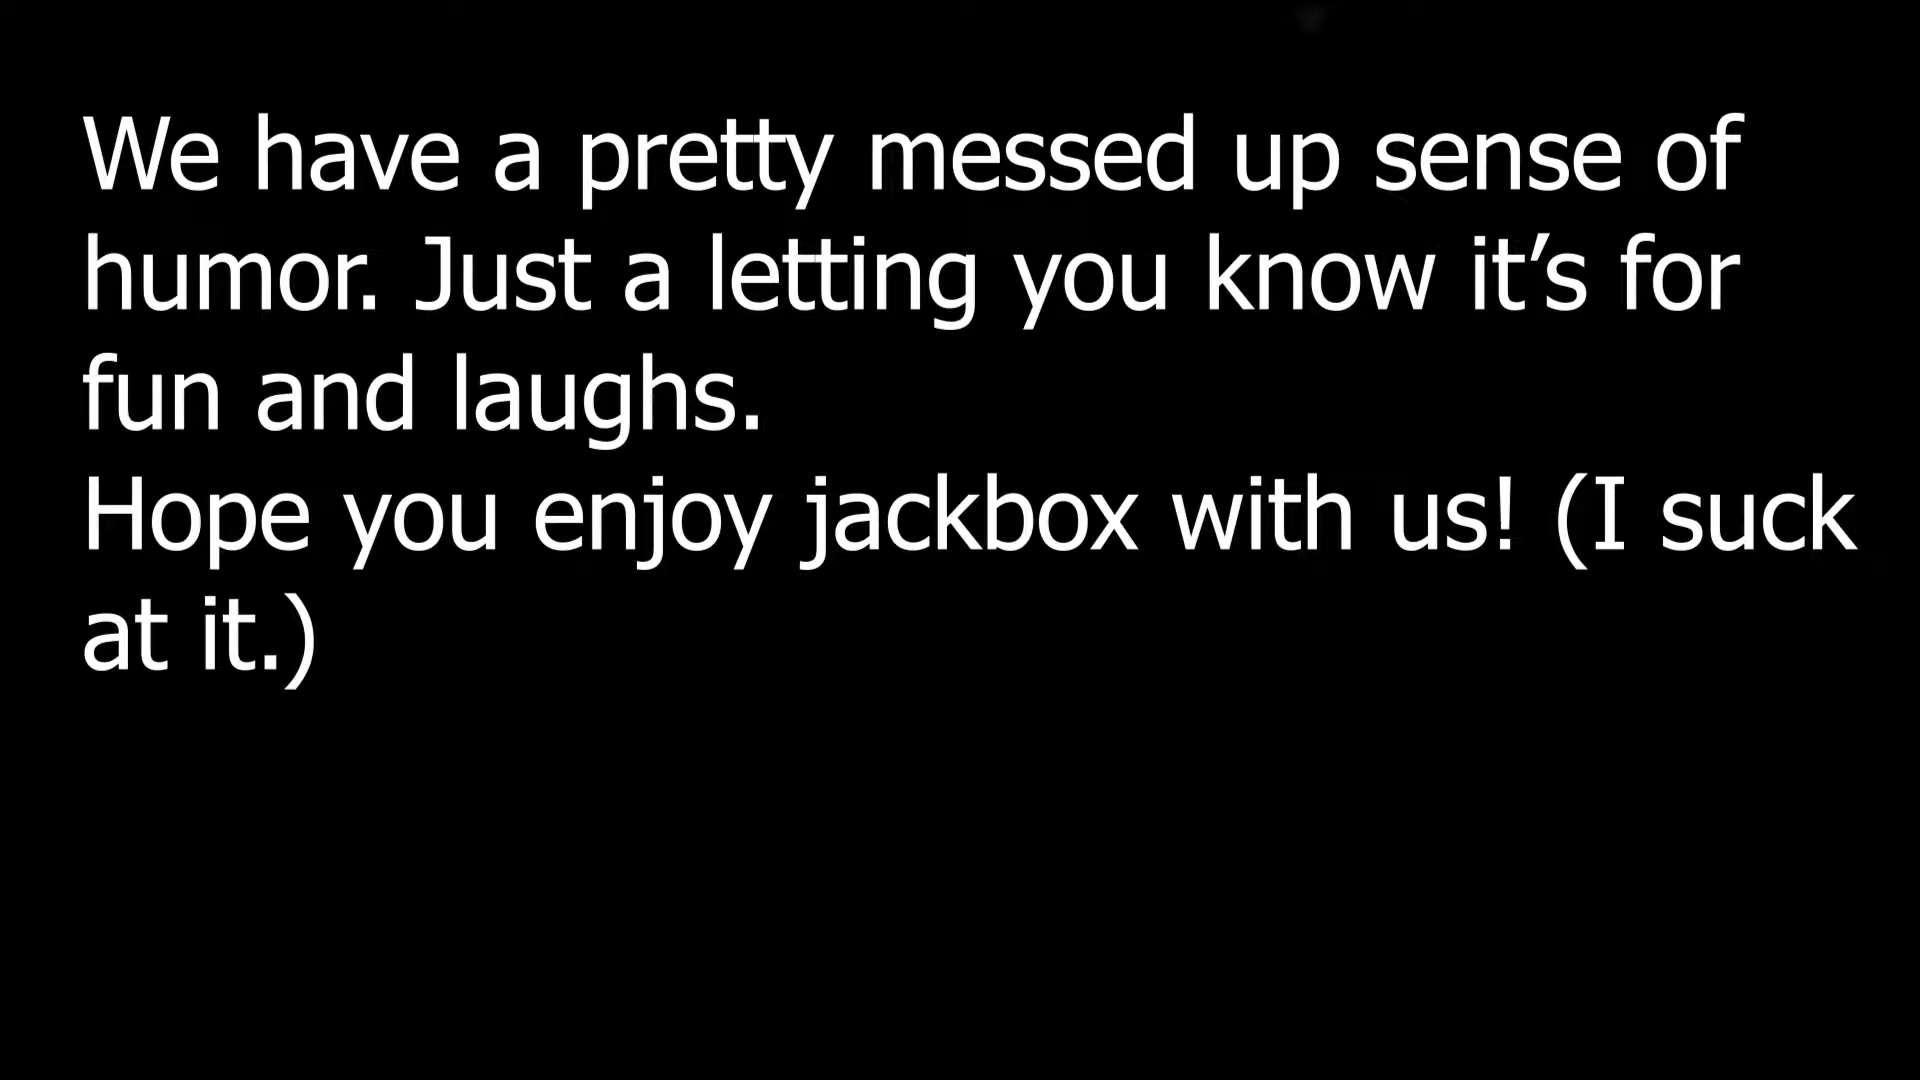 We have a pretty messed up sense of
humor. Just a letting you know it’s for
fun and laughs.
Hope you enjoy jackbox with us! (I suck
at it.)